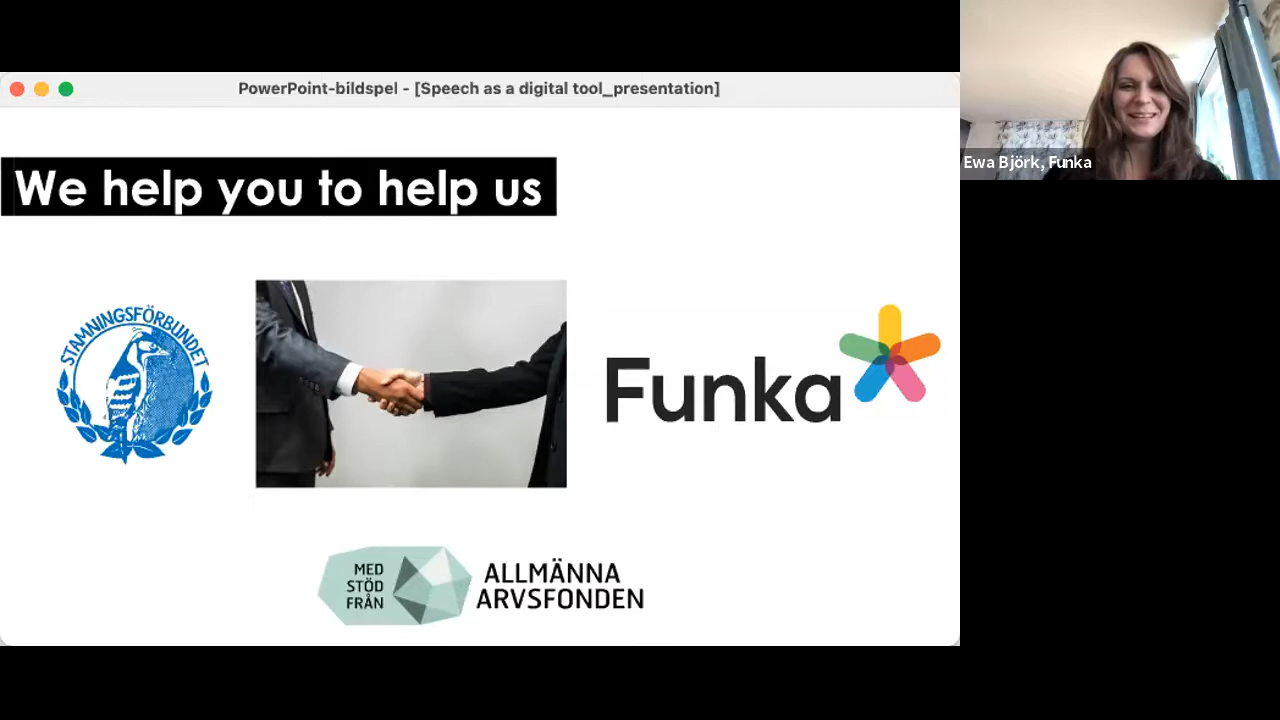 PowerPoint-bildspel - [Speech as a digital tool_presentation]
We help you to help us
Ewa Björk, Funka
STAMNINGSFÖRBUNDET
Funka
MED
STÖD
FRÅN
ALLMÄNNA
ARVSFONDEN